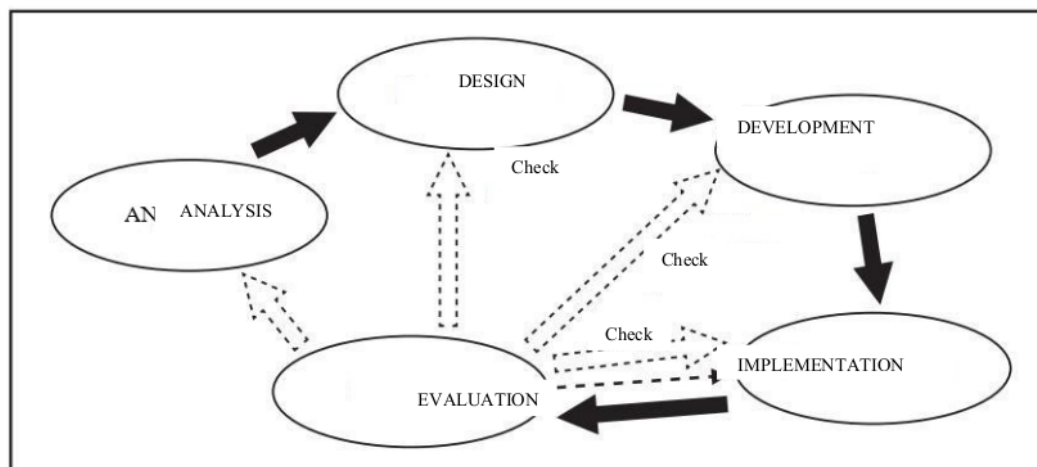 DESIGN
DEVELOPMENT
Check
AN ANALYSIS
Check
Check
IMPLEMENTATION
EVALUATION